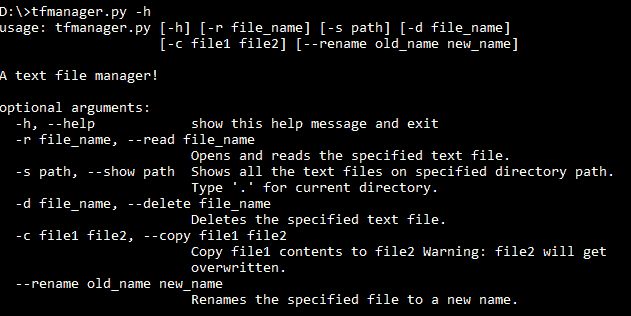 D:\>tfmanager.py -h
usage: tfmanager.py [-h] [-r file_name] [-s path] [-d file_name]
                    [-c file1 file2] [--rename old_name new_name]

A text file manager!

optional arguments:
  -h, --help            show this help message and exit
  -r file_name, --read file_name
                        Opens and reads the specified text file.
  -s path, --show path  Shows all the text files on specified directory path.
                        Type '.' for current directory.
  -d file_name, --delete file_name
                        Deletes the specified text file.
  -c file1 file2, --copy file1 file2
                        Copy file1 contents to file2 Warning: file2 will get
                        overwritten.
  --rename old_name new_name
                        Renames the specified file to a new name.